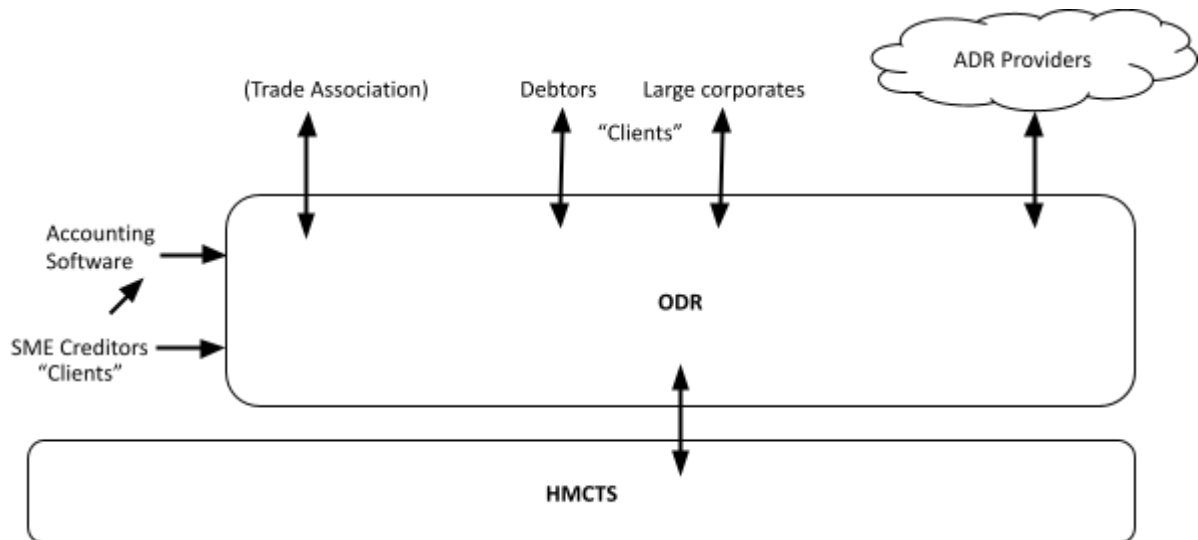 ADR Providers
(Trade Association)
Debtors
Large corporates
“Clients”
Accounting
Software
ODR
SME Creditors
“Clients”
HMCTS